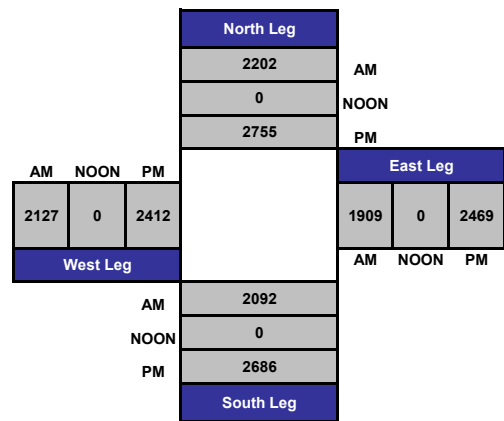 North Leg
2202 AM
0 NOON
2755 PM
AM NOON PM
East Leg
2127 0 2412
1909 0 2469
West Leg
AM NOON PM
AM 2092
NOON 0
PM 2686
South Leg